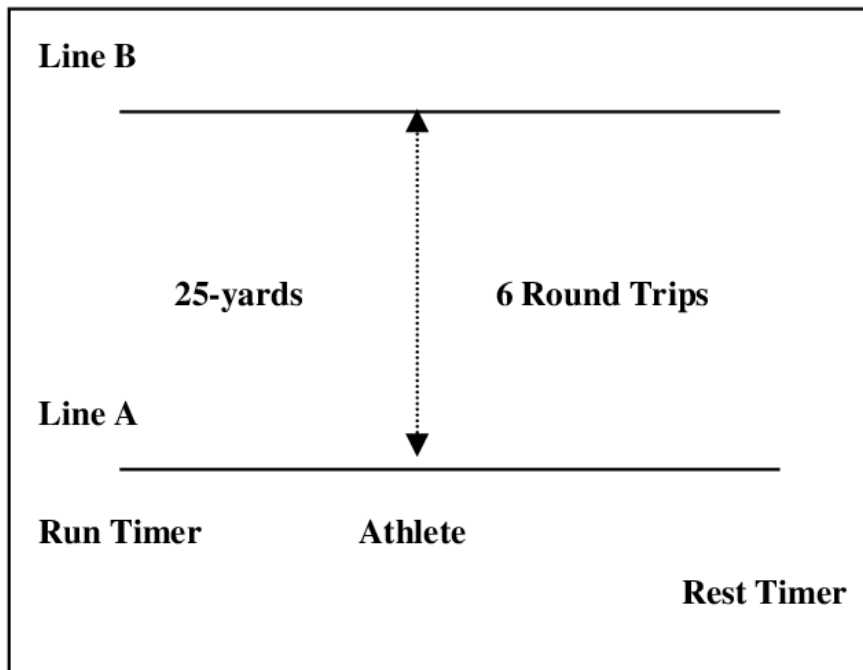 Line B
25-yards 6 Round Trips
Line A
Run Timer Athlete
Rest Timer